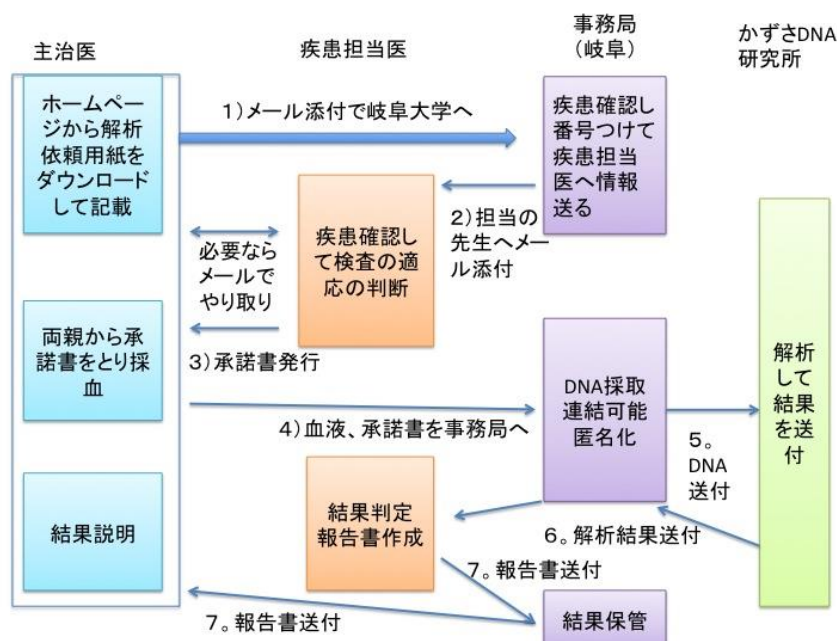 主治医
疾患担当医
事務局
(岐阜)
かずさDNA
研究所
ホームペー
ジから解析
依頼用紙を
ダウンロード
して記載
1)メール添付で岐阜大学へ
疾患確認し
番号つけて
疾患担当
医へ情報
送る
2)担当の
先生へメー
ル添付
疾患確認し
て検査の適
応の判断
必要なら
メールで
やり取り
3)承諾書発行
両親から承
諾書をとり採
血
4)血液、承諾書を事務局へ
DNA採取
連結可能
匿名化
5。
DNA
送付
解析
して
結果
を送
付
6。解析結果送付
結果判定
報告書作成
7。報告書送付
結果説明
7。報告書送付
結果保管